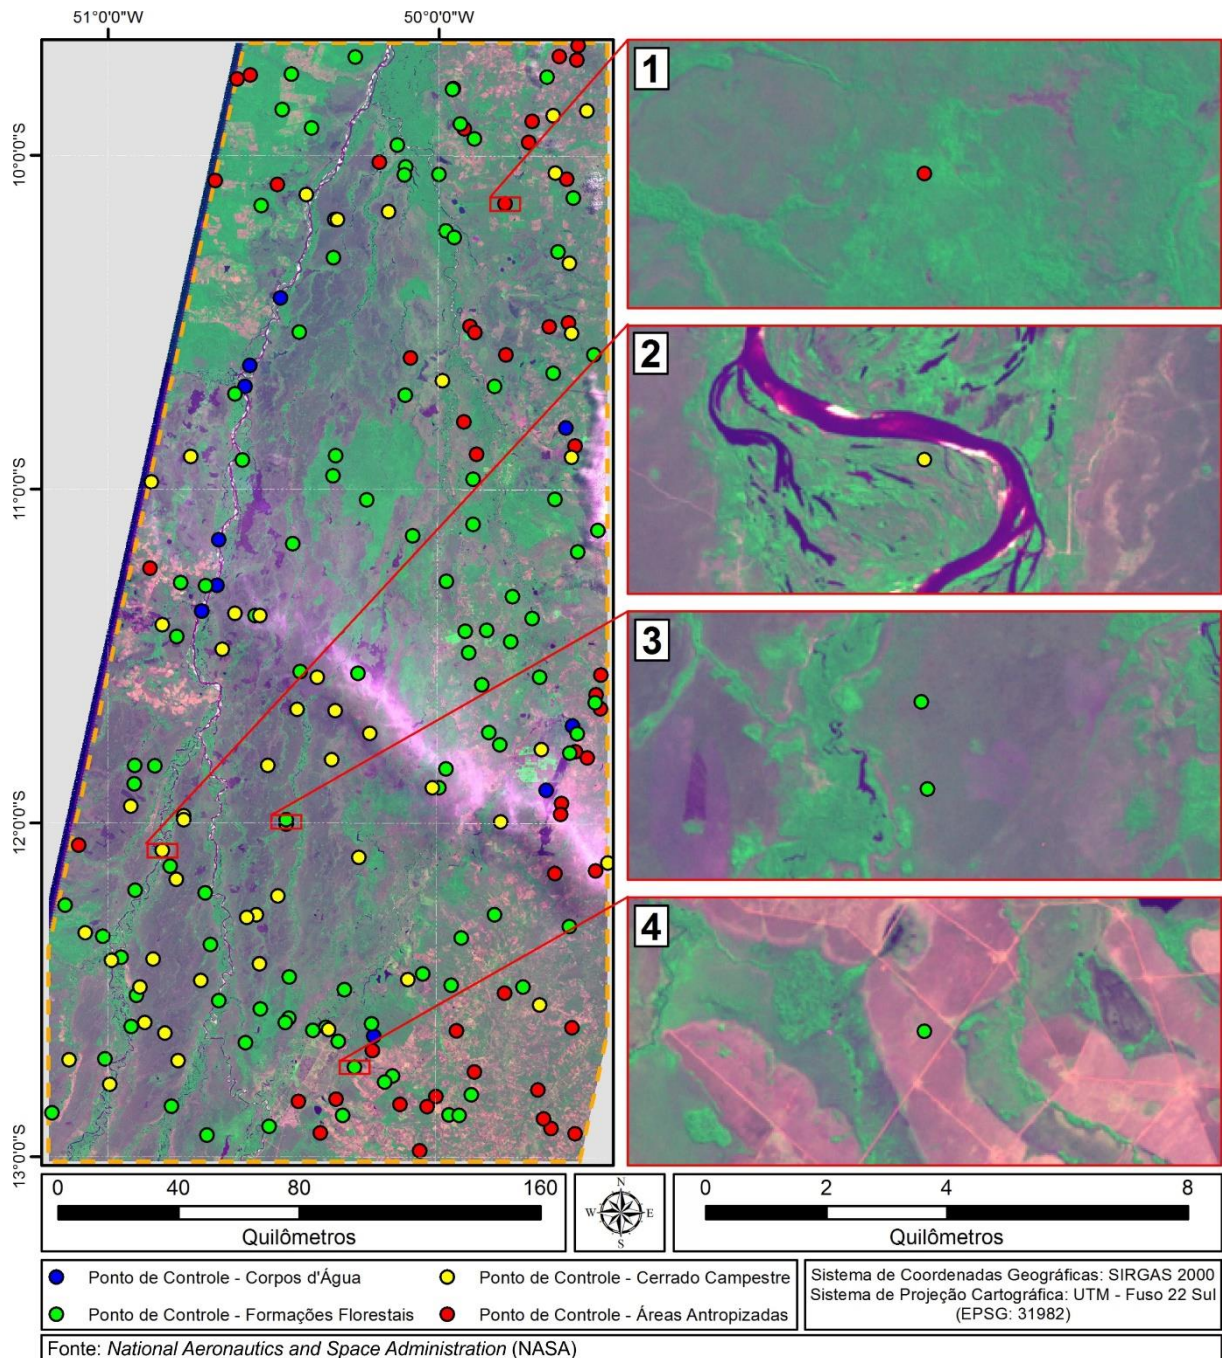 51°0'0"W
50°0'0"W
10°0'0"S
11°0'0"S
12°0'0"S
13°0'0"S
1
2
3
4
0 40 80 160
Quilômetros
N
W E
S
0 2 4 8
Quilômetros
Ponto de Controle - Corpos d'Água
Ponto de Controle - Cerrado Campestre
Ponto de Controle - Formações Florestais
Ponto de Controle - Áreas Antropizadas
Sistema de Coordenadas Geográficas: SIRGAS 2000
Sistema de Projeção Cartográfica: UTM - Fuso 22 Sul
(EPSG: 31982)
Fonte: National Aeronautics and Space Administration (NASA)